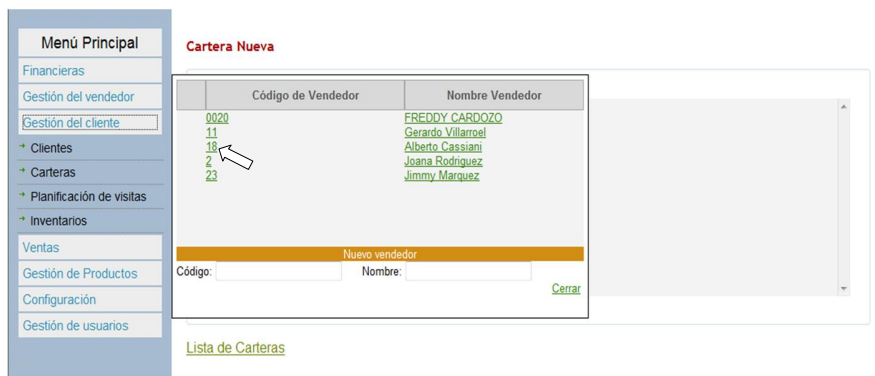 Menú Principal
Financieras
Gestión del vendedor
Gestión del cliente
Clientes
Carteras
Planificación de visitas
Inventarios
Ventas
Gestión de Productos
Configuración
Gestión de usuarios
Cartera Nueva
Código de Vendedor Nombre Vendedor
0020 FREDDY CARDOZO
11 Gerardo Villarroel
18 Alberto Cassiani
2 Joana Rodriguez
23 Jimmy Marquez
Nuevo vendedor
Código: Nombre:
Cerrar
Lista de Carteras